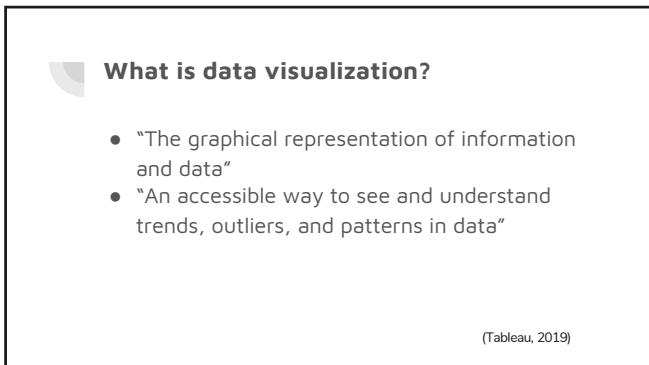 What is data visualization?
● “The graphical representation of information
and data”
● “An accessible way to see and understand
trends, outliers, and patterns in data”
(Tableau, 2019)